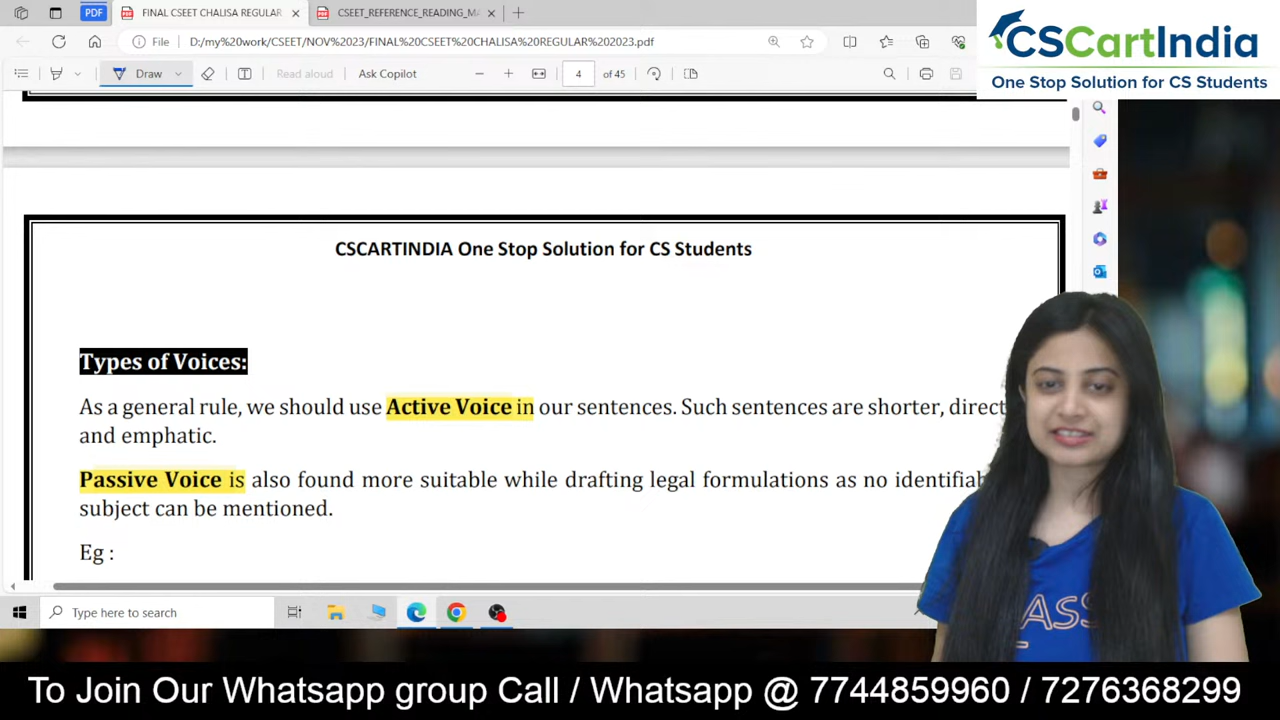 PDF
FINAL CSEET CHALISA REGULAR
CSEET_REFERENCE_READING_MA
File
D:/my%20work/CSEET/NOV%2023/FINAL%20CSEET%20CHALISA%20REGULAR%202023.pdf
Draw
Read aloud
Ask Copilot
4
of 45
CSCartIndia
One Stop Solution for CS Students
CSCARTINDIA One Stop Solution for CS Students
Types of Voices:
As a general rule, we should use Active Voice in our sentences. Such sentences are shorter, direct
and emphatic.
Passive Voice is also found more suitable while drafting legal formulations as no
subject can be mentioned.
Eg :
Type here to search
To Join Our Whatsapp group Call / Whatsapp @ 7744859960 / 7276368299